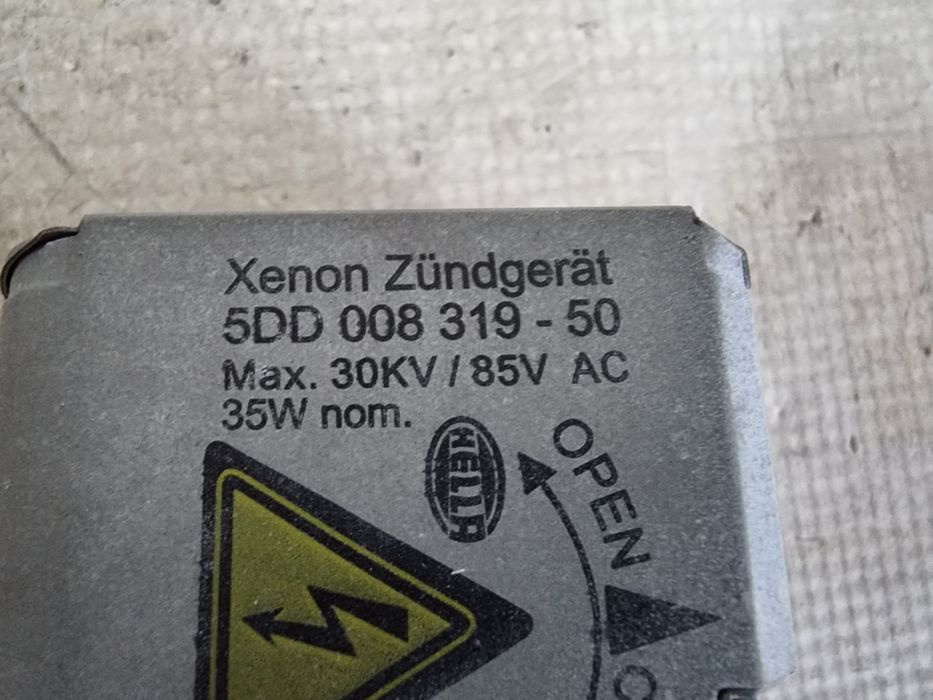 Xenon Zündgerät
5DD 008 319 - 50
Max. 30KV / 85V AC
35W nom.
HELLA
OPEN